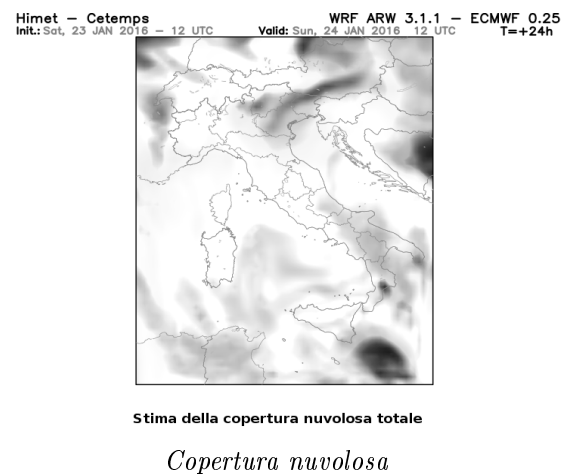 Himet – Cetemps WRF ARW 3.1.1 – ECMWF 0.25
Init.: Sat, 23 JAN 2016 – 12 UTC Valid: Sun, 24 JAN 2016 12 UTC T=+24h
Stima della copertura nuvolosa totale
Copertura nuvolosa